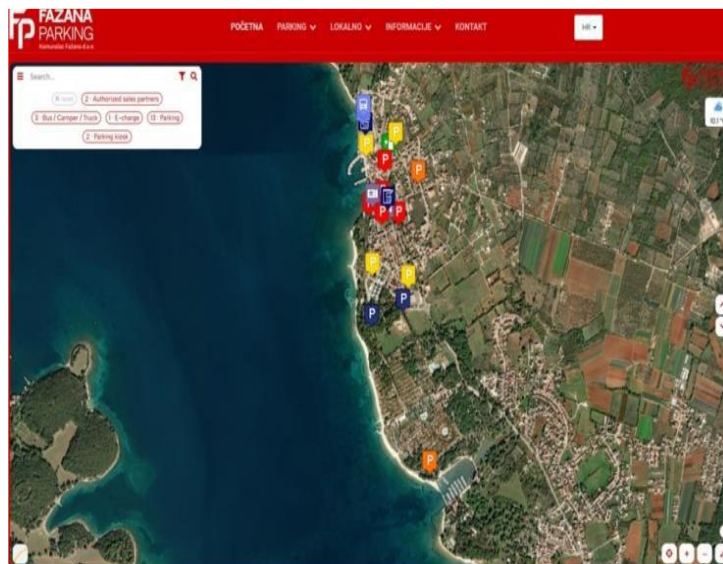 FAZANA
PARKING
Komunalac Fažana d.o.o
POČETNA PARKING LOKALNO INFORMACIJE KONTAKT
HR
Search...
2 · Authorized sales partners
3 · Bus / Camper / Truck
1 · E-charge
13 · Parking
2 · Parking kiosk
P
P
P
P
P
P
P
P
P
P
P
P